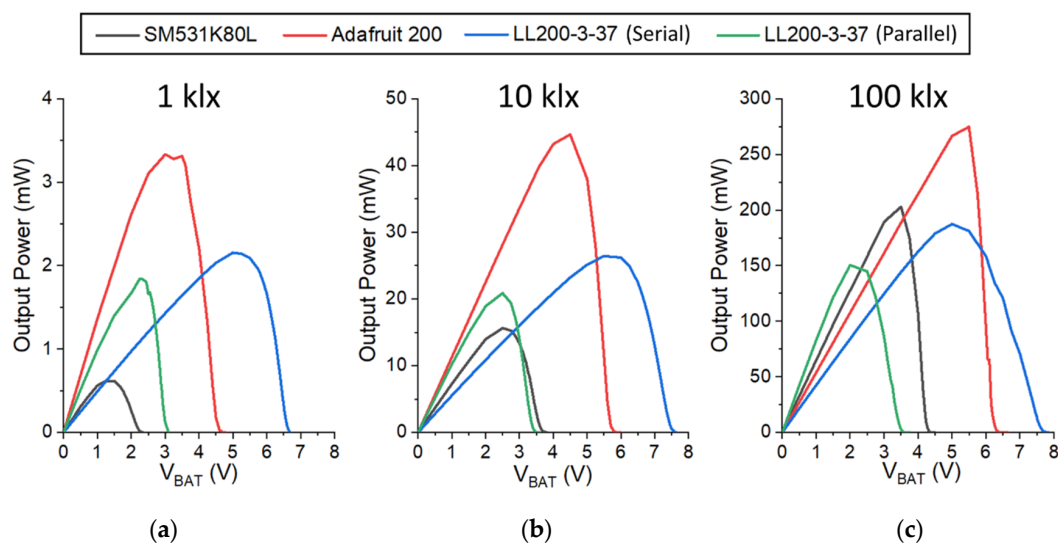 SM531K80L Adafruit 200 LL200-3-37 (Serial) LL200-3-37 (Parallel)
1 klx
4
3
2
1
0
Output Power (mW)
0 1 2 3 4 5 6 7 8
V_BAT (V)
(a)
10 klx
50
40
30
20
10
0
Output Power (mW)
0 1 2 3 4 5 6 7 8
V_BAT (V)
(b)
100 klx
300
250
200
150
100
50
0
Output Power (mW)
0 1 2 3 4 5 6 7 8
V_BAT (V)
(c)